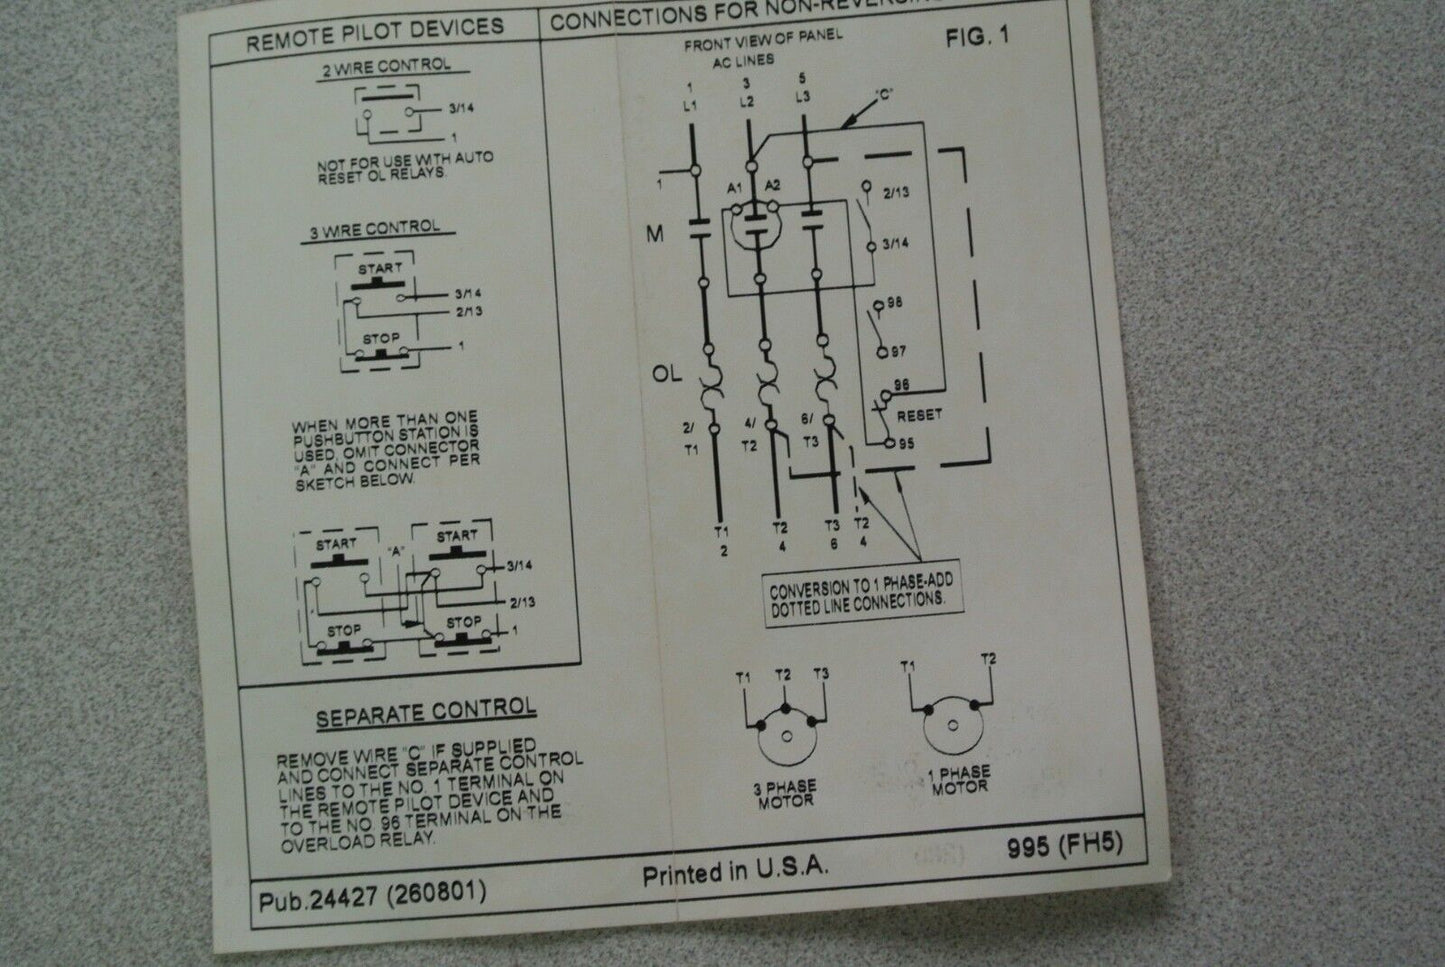 REMOTE PILOT DEVICES
2 WIRE CONTROL
3/14
1
NOT FOR USE WITH AUTO
RESET OL RELAYS.
3 WIRE CONTROL
START
3/14
2/13
STOP
1
WHEN MORE THAN ONE
PUSHBUTTON STATION IS
USED, OMIT CONNECTOR
"A" AND CONNECT PER
SKETCH BELOW.
START
"A"
START
3/14
2/13
STOP
STOP
1
SEPARATE CONTROL
REMOVE WIRE "C" IF SUPPLIED
AND CONNECT SEPARATE CONTROL
LINES TO THE NO. 1 TERMINAL ON
THE REMOTE PILOT DEVICE AND
TO THE NO. 96 TERMINAL ON THE
OVERLOAD RELAY.
CONNECTIONS FOR NON-REVERSING
FRONT VIEW OF PANEL
AC LINES
FIG. 1
1 3 5
L1 L2 L3
"C"
1
A1 A2
2/13
M
3/14
98
97
OL
96
RESET
95
2/ 4/ 6/
T1 T2 T3
T1 T2 T3 T2
2 4 6 4
CONVERSION TO 1 PHASE-ADD
DOTTED LINE CONNECTIONS.
T1 T2 T3
T1 T2
3 PHASE
MOTOR
1 PHASE
MOTOR
Pub.24427 (260801)
Printed in U.S.A.
995 (FH5)